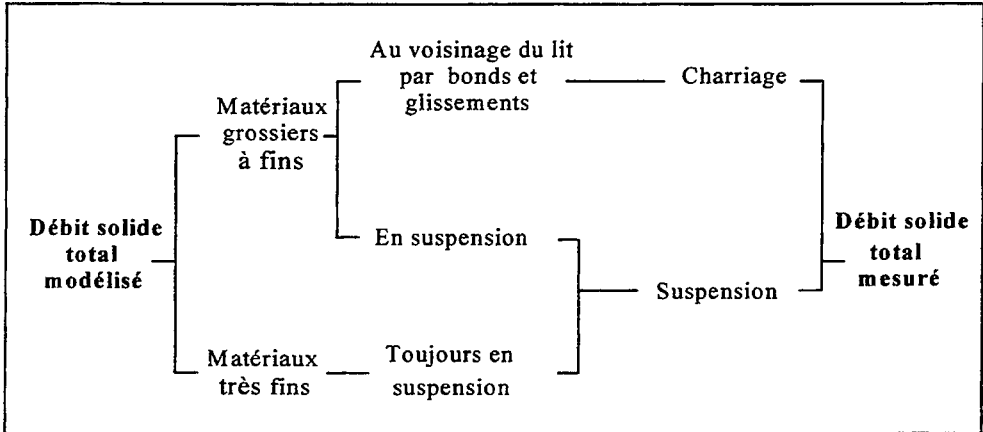 Au voisinage du lit
par bonds et
glissements
Charriage
Matériaux
grossiers
à fins
Débit solide
total
modélisé
En suspension
Suspension
Débit solide
total
mesuré
Matériaux
très fins
Toujours en
suspension